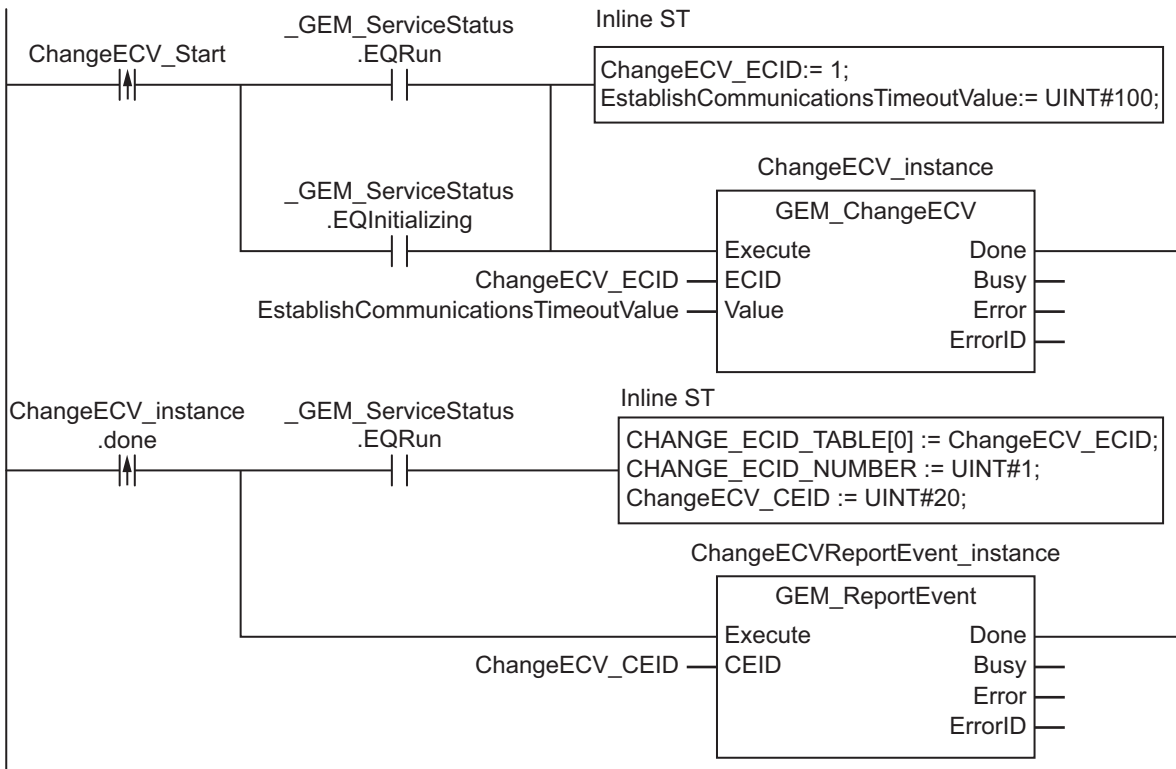 _GEM_ServiceStatus
.EQRun
Inline ST
ChangeECV_Start
ChangeECV_ECID:= 1;
EstablishCommunicationsTimeoutValue:= UINT#100;
_GEM_ServiceStatus
.EQInitializing
ChangeECV_instance
GEM_ChangeECV
Execute Done
ChangeECV_ECID ECID Busy
EstablishCommunicationsTimeoutValue Value Error
ErrorID
ChangeECV_instance
.done
_GEM_ServiceStatus
.EQRun
Inline ST
CHANGE_ECID_TABLE[0] := ChangeECV_ECID;
CHANGE_ECID_NUMBER := UINT#1;
ChangeECV_CEID := UINT#20;
ChangeECVReportEvent_instance
GEM_ReportEvent
Execute Done
ChangeECV_CEID CEID Busy
Error
ErrorID